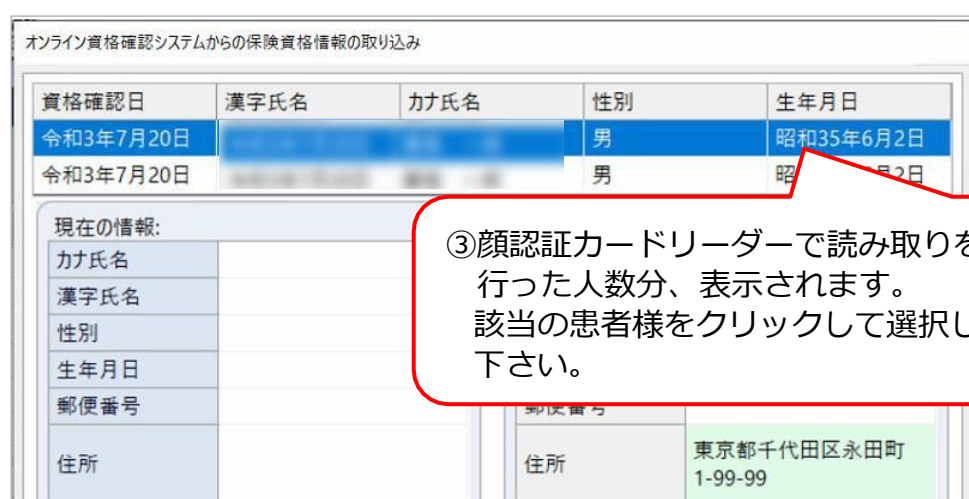 オンライン資格確認システムからの保険資格情報の取り込み
資格確認日 漢字氏名 カナ氏名 性別 生年月日
令和3年7月20日 男 昭和35年6月2日
令和3年7月20日 男 昭 2日
現在の情報:
カナ氏名
漢字氏名
性別
生年月日
郵便番号
住所
③顔認証カードリーダーで読み取りを
行った人数分、表示されます。
該当の患者様をクリックして選択し
下さい。
郵便番号
住所 東京都千代田区永田町
1-99-99